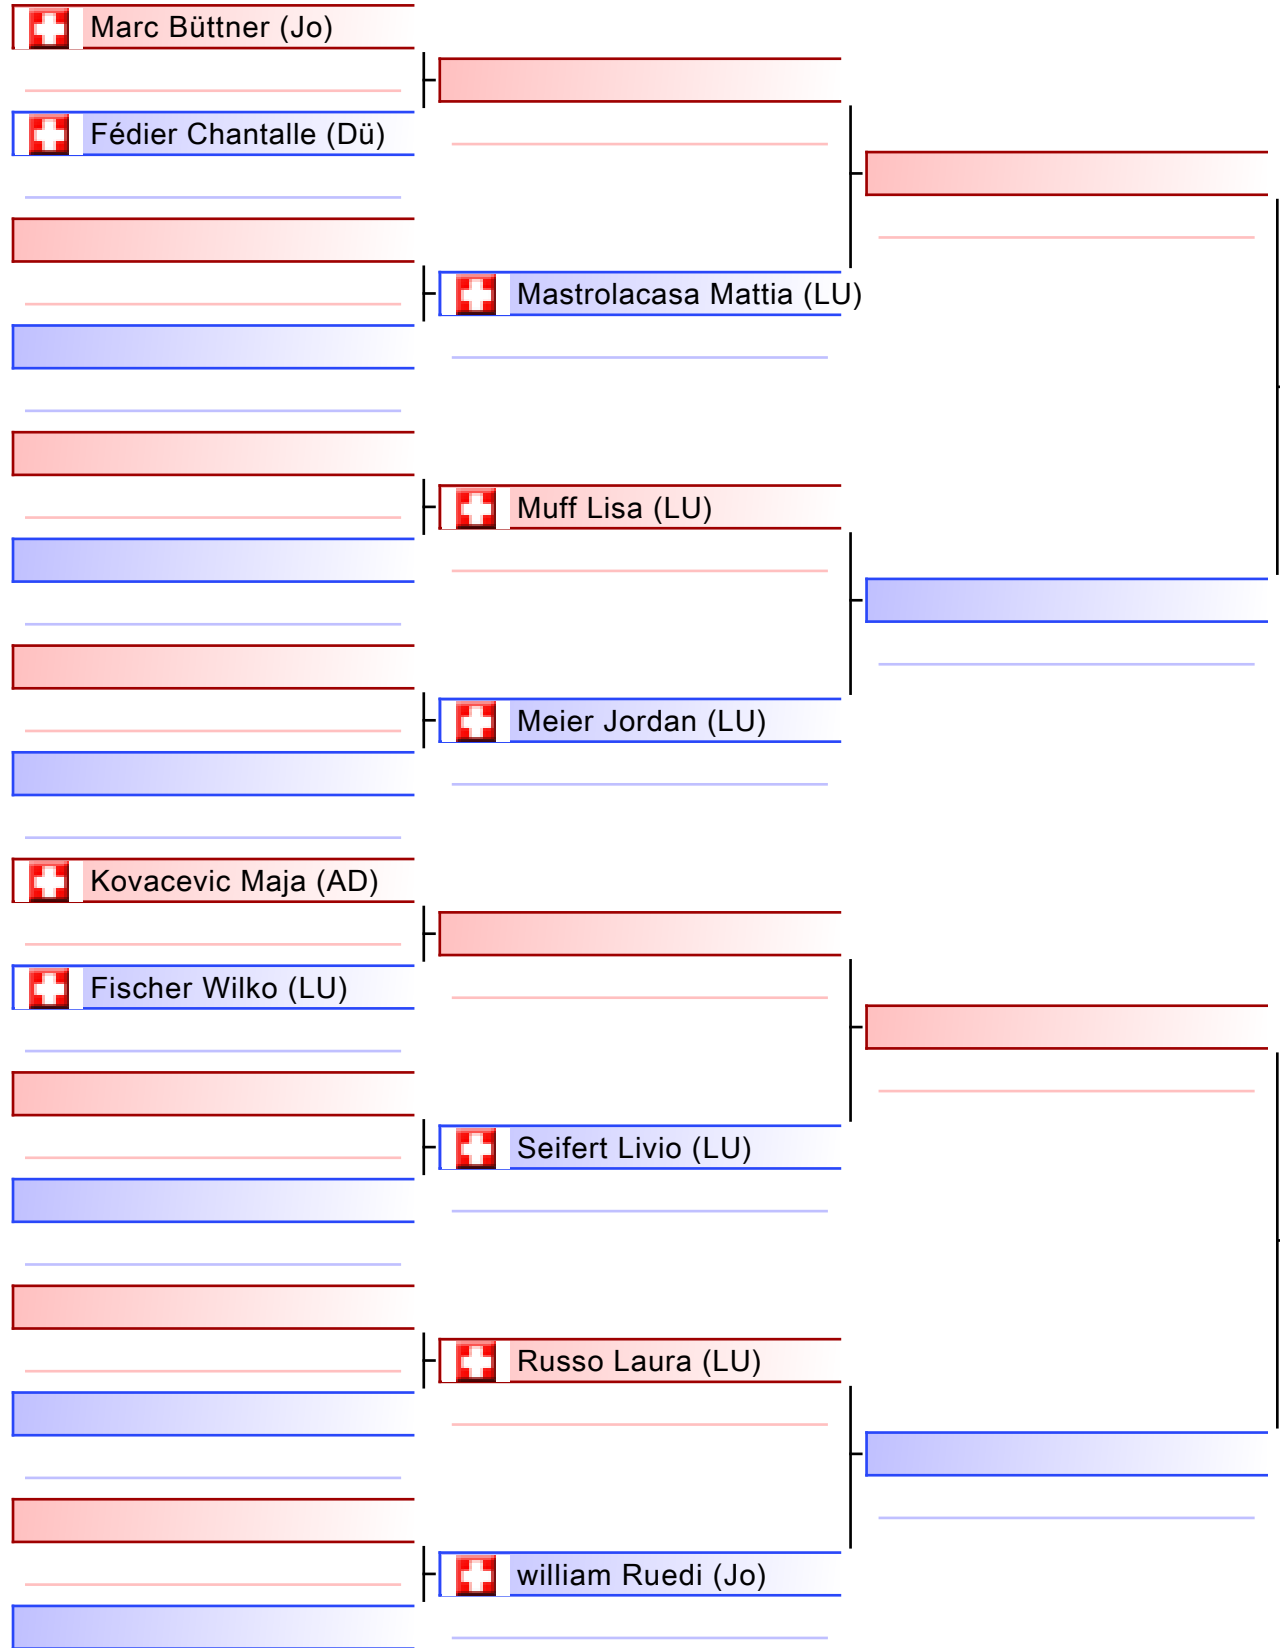 Marc Büttner (Jo)
Fédier Chantalle (Dü)
Mastrolacasa Mattia (LU)
Muff Lisa (LU)
Meier Jordan (LU)
Kovacevic Maja (AD)
Fischer Wilko (LU)
Seifert Livio (LU)
Russo Laura (LU)
william Ruedi (Jo)